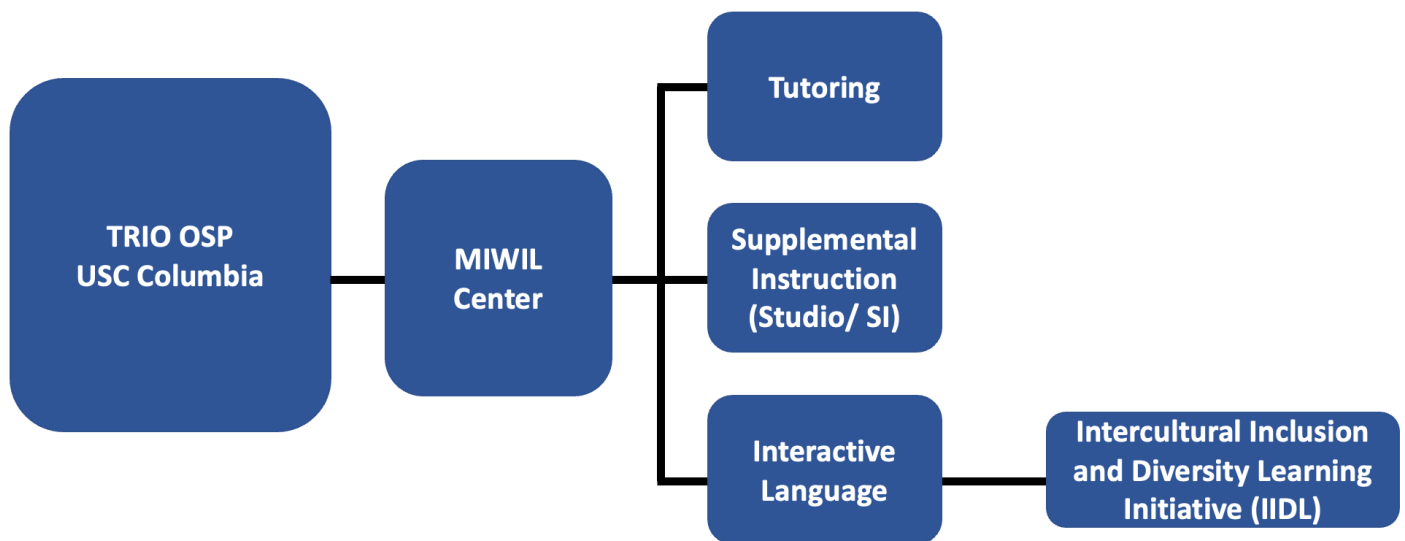 TRIO OSP
USC Columbia
MIWIL
Center
Tutoring
Supplemental
Instruction
(Studio/ SI)
Interactive
Language
Intercultural Inclusion
and Diversity Learning
Initiative (IIDL)